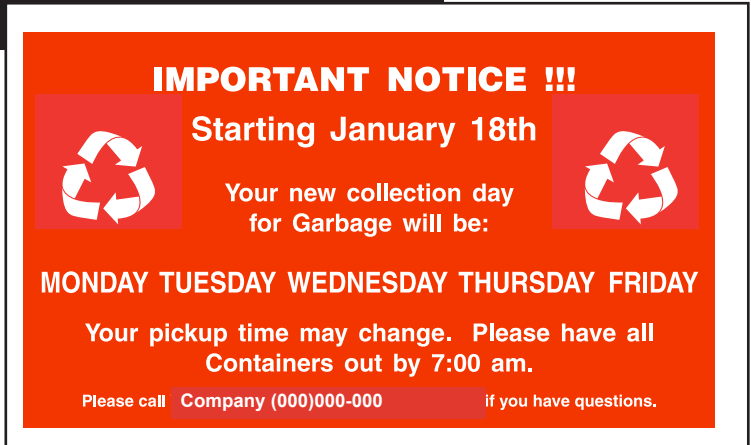 IMPORTANT NOTICE !!!
Starting January 18th
Your new collection day
for Garbage will be:
MONDAY TUESDAY WEDNESDAY THURSDAY FRIDAY
Your pickup time may change. Please have all
Containers out by 7:00 am.
Please call Company (000)000-000 if you have questions.